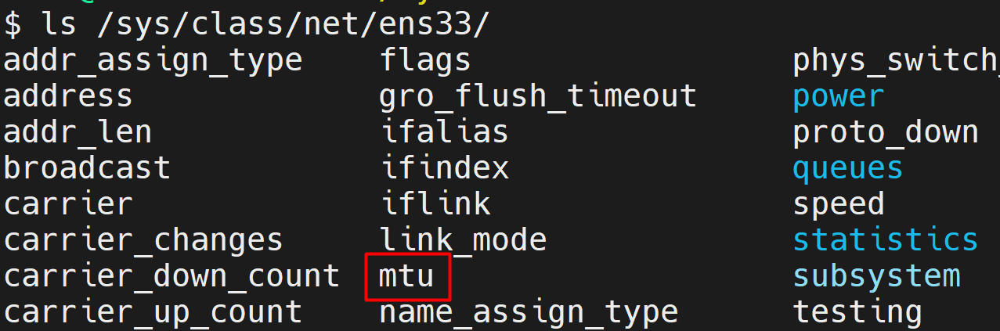 $ ls /sys/class/net/ens33/
addr_assign_type flags phys_switch_
address gro_flush_timeout power
addr_len ifalias proto_down
broadcast ifindex queues
carrier iflink speed
carrier_changes link_mode statistics
carrier_down_count mtu subsystem
carrier_up_count name_assign_type testing